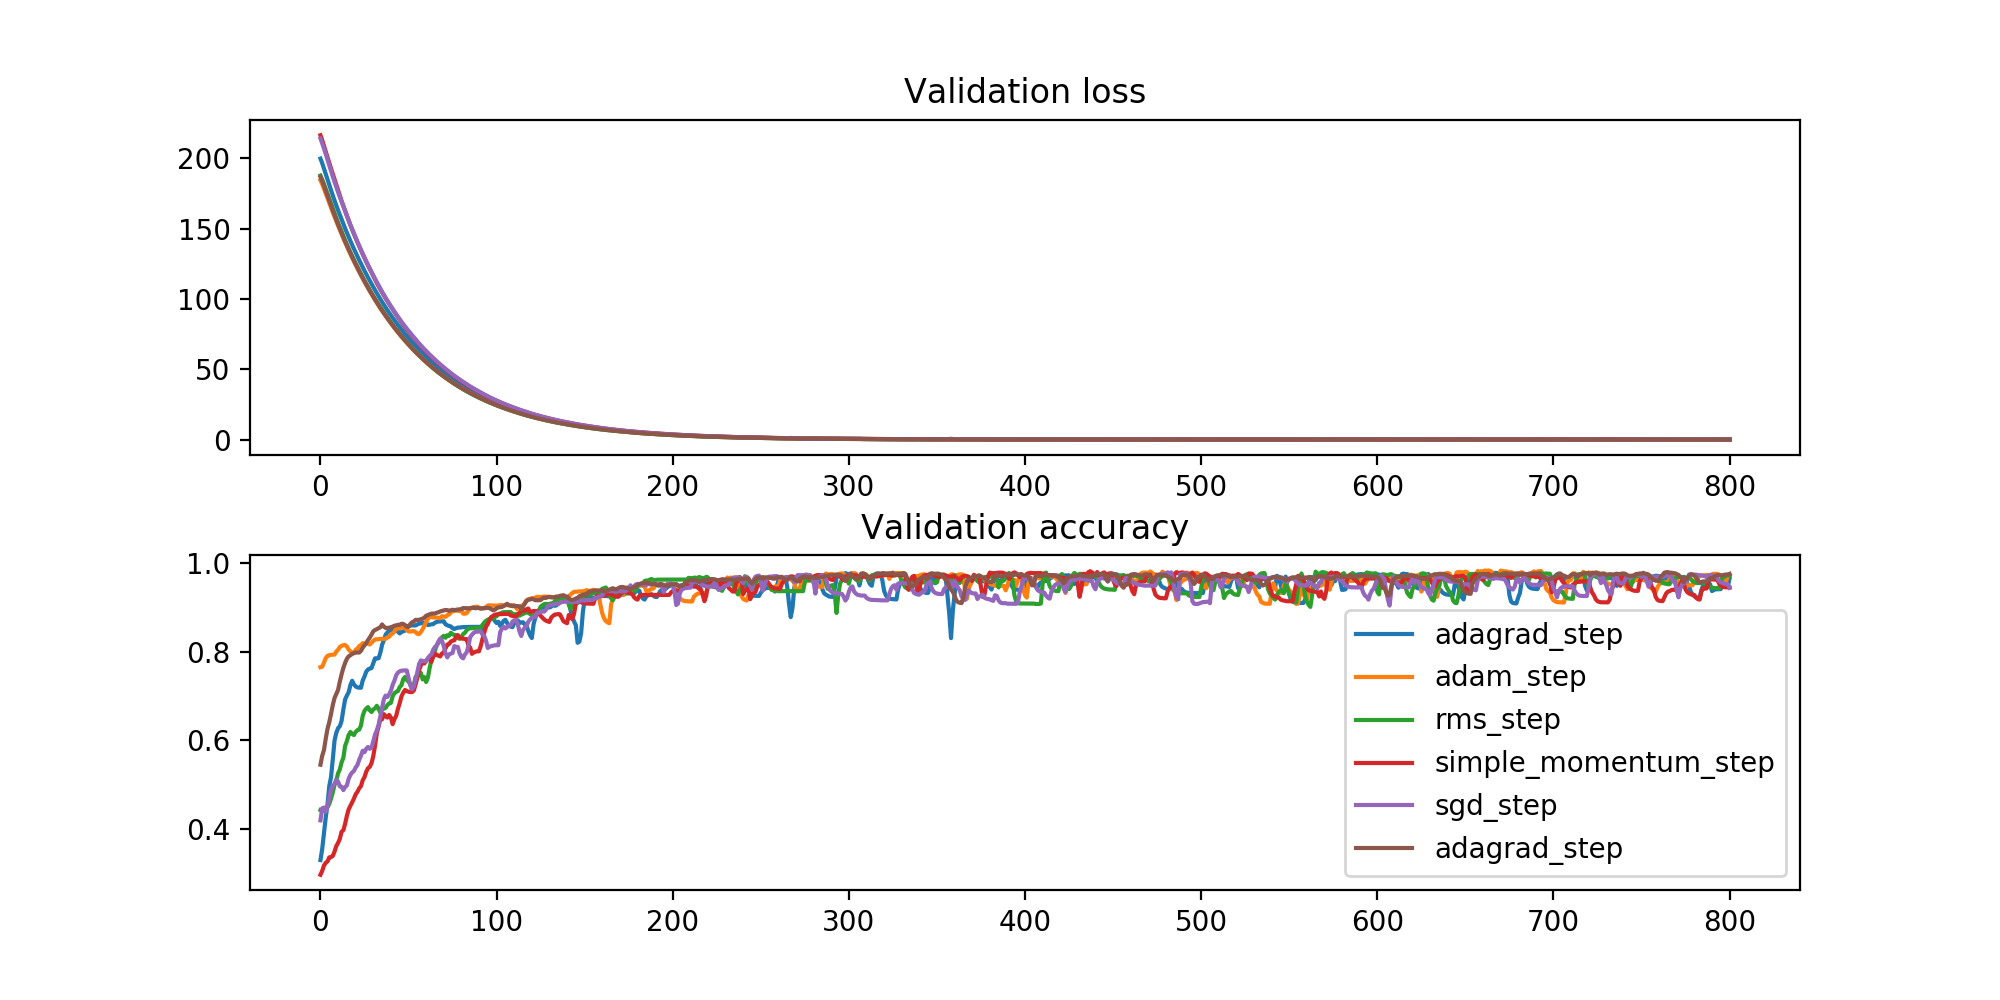 Validation loss
200
150
100
50
0
0 100 200 300 400 500 600 700 800
Validation accuracy
1.0
0.8
0.6
0.4
adagrad_step
adam_step
rms_step
simple_momentum_step
sgd_step
adagrad_step
0 100 200 300 400 500 600 700 800